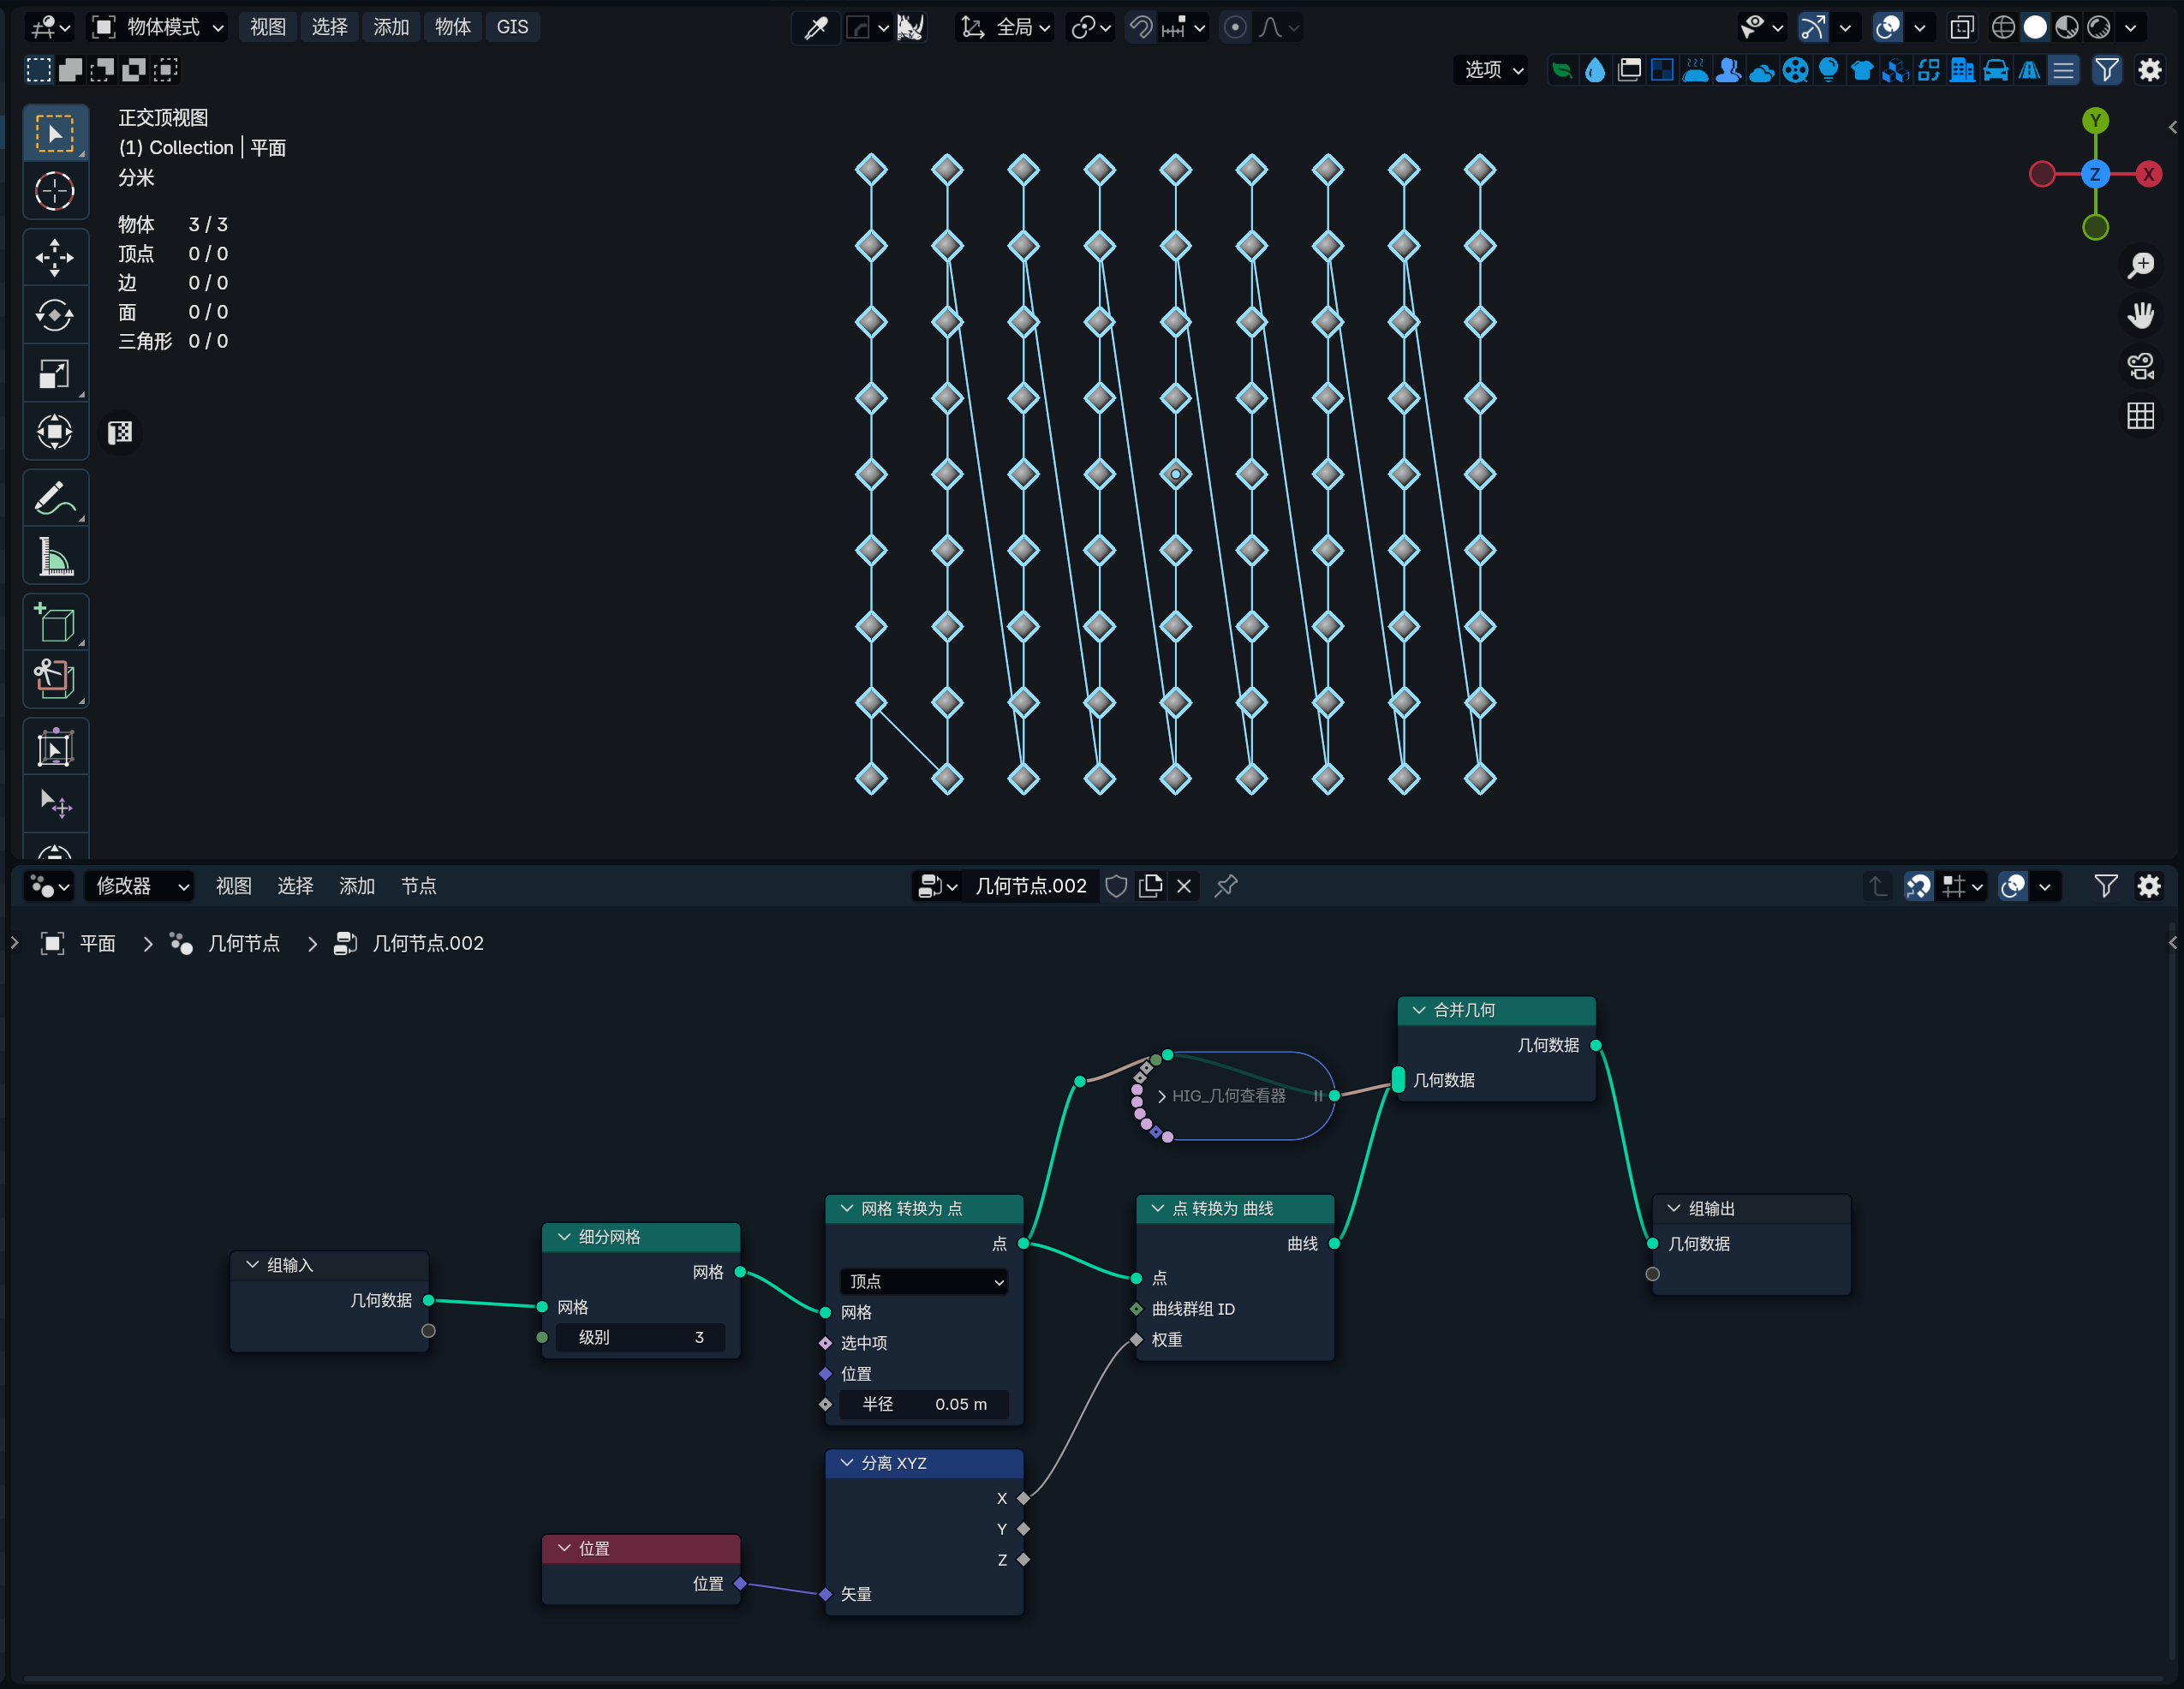 物体模式 视图 选择 添加 物体 GIS 全局
选项
正交顶视图
(1) Collection | 平面
分米
物体 3 / 3
顶点 0 / 0
边 0 / 0
面 0 / 0
三角形 0 / 0
Y
Z X
修改器 视图 选择 添加 节点 几何节点.002
平面 几何节点 几何节点.002
合并几何
几何数据
几何数据
HIG_几何查看器
网格 转换为 点
点
顶点
网格
选中项
位置
半径 0.05 m
点 转换为 曲线
曲线
点
曲线群组 ID
权重
组输出
几何数据
细分网格
网格
网格
级别 3
组输入
几何数据
分离 XYZ
X
Y
Z
矢量
位置
位置